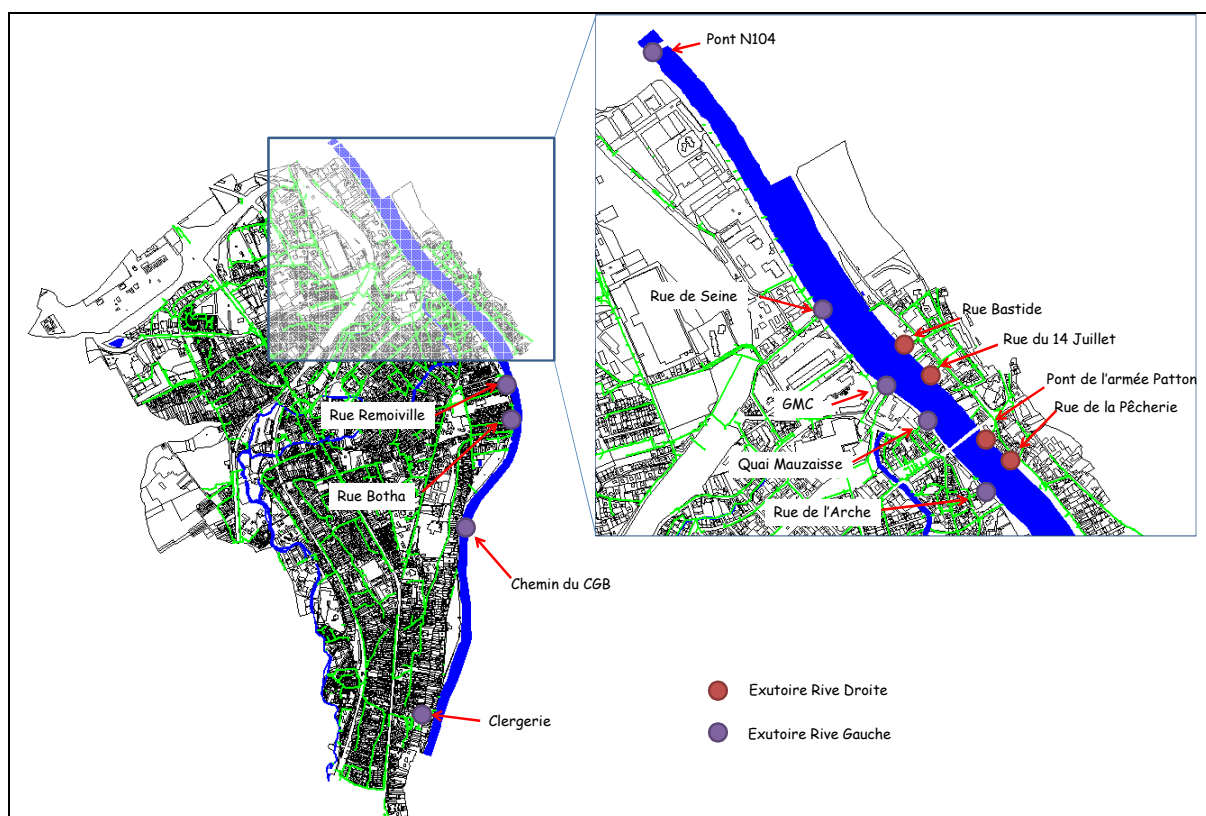 Pont N104
Rue de Seine
Rue Bastide
Rue du 14 Juillet
GMC
Pont de l'armée Patton
Rue de la Pêcherie
Quai Mauzaisse
Rue de l'Arche
Rue Remoiville
Rue Botha
Chemin du CGB
Clergerie
Exutoire Rive Droite
Exutoire Rive Gauche